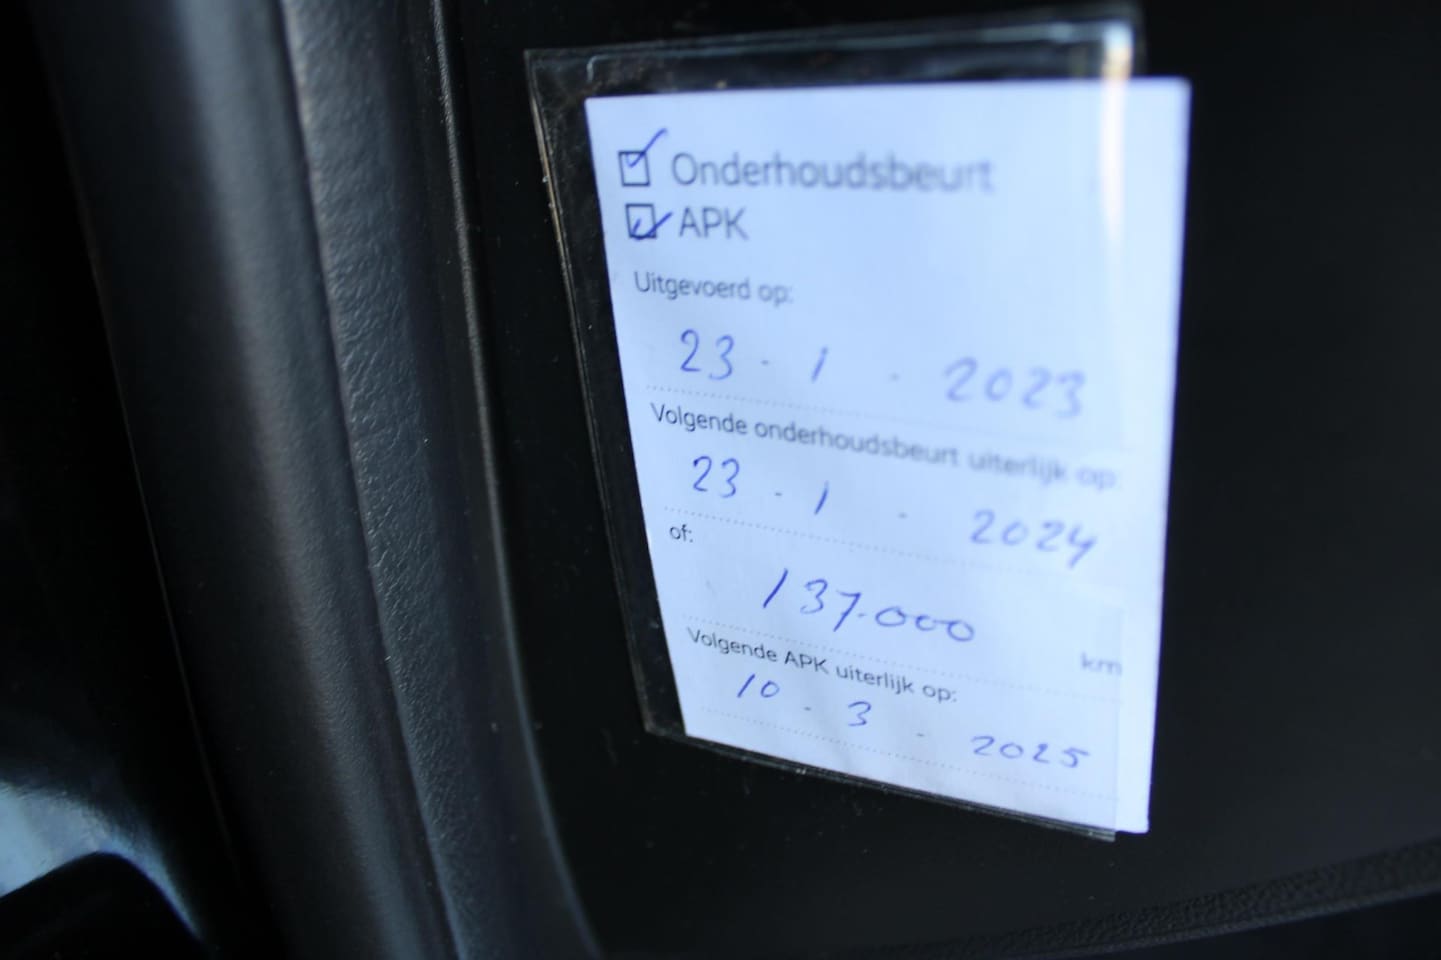 Onderhoudsbeurt
APK
Uitgevoerd op:
23 - 1 - 2023
Volgende onderhoudsbeurt uiterlijk op:
23 - 1 - 2024
of:
137.000 km
Volgende APK uiterlijk op:
10 - 3 - 2025